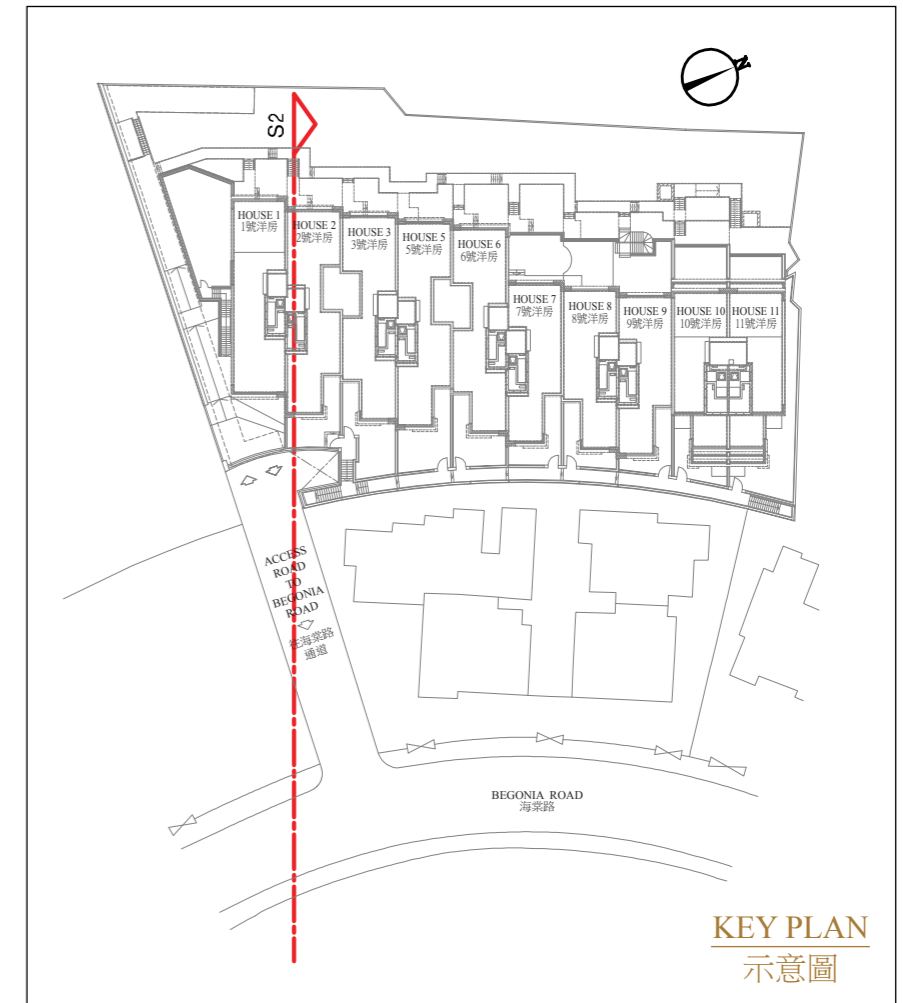 N
S2
HOUSE 1
1號洋房
HOUSE 2
2號洋房
HOUSE 3
3號洋房
HOUSE 5
5號洋房
HOUSE 6
6號洋房
HOUSE 7
7號洋房
HOUSE 8
8號洋房
HOUSE 9
9號洋房
HOUSE 10
10號洋房
HOUSE 11
11號洋房
ACCESS
ROAD
TO
BEGONIA
ROAD
往海棠路
通道
BEGONIA ROAD
海棠路
KEY PLAN
示意圖